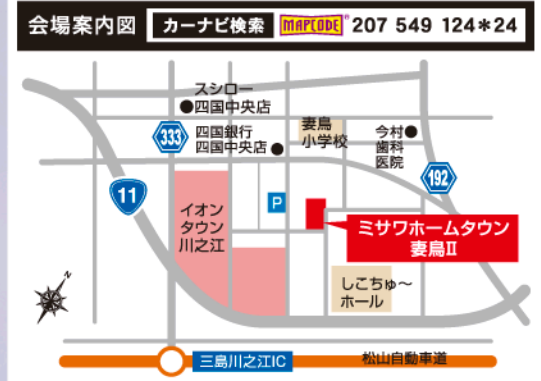 会場案内図 カーナビ検索 MAPCODE® 207 549 124*24
スシロー
四国中央店
333
四国銀行
四国中央店
妻鳥
小学校
今村
歯科
医院
192
11
イオン
タウン
川之江
P
ミサワホームタウン
妻鳥II
しこちゅ〜
ホール
N
三島川之江IC
松山自動車道